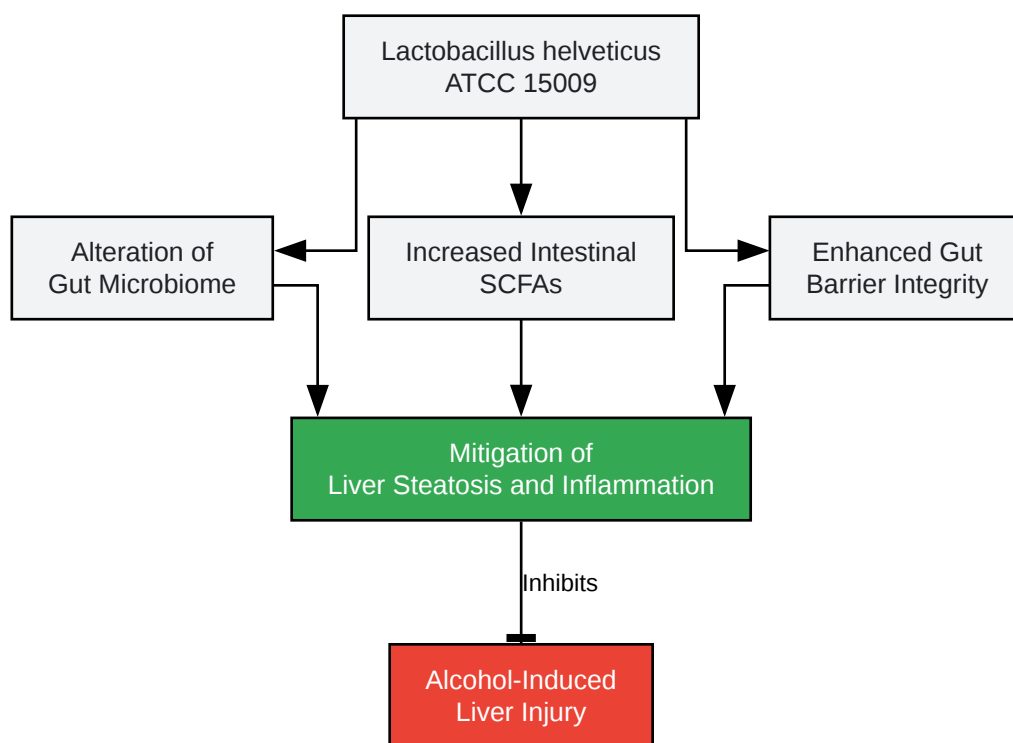 Lactobacillus helveticus
ATCC 15009
Alteration of
Gut Microbiome
Increased Intestinal
SCFAs
Enhanced Gut
Barrier Integrity
Mitigation of
Liver Steatosis and Inflammation
Inhibits
Alcohol-Induced
Liver Injury